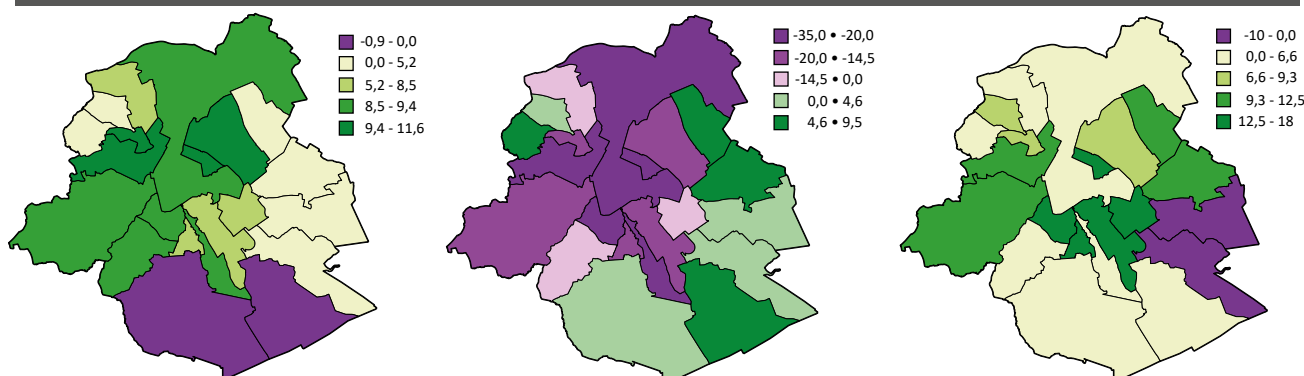 -0,9 - 0,0
0,0 - 5,2
5,2 - 8,5
8,5 - 9,4
9,4 - 11,6
-35,0 • -20,0
-20,0 • -14,5
-14,5 • 0,0
0,0 • 4,6
4,6 • 9,5
-10 - 0,0
0,0 - 6,6
6,6 - 9,3
9,3 - 12,5
12,5 - 18